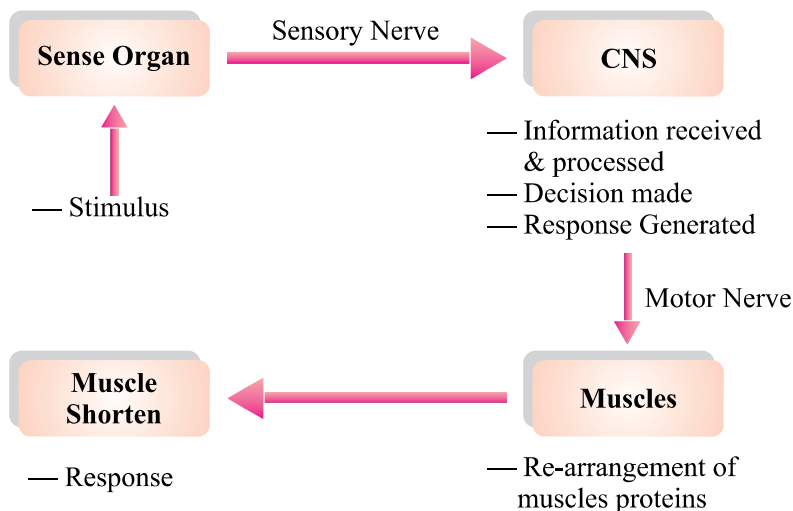 Sense Organ
Sensory Nerve
CNS
— Stimulus
— Information received
& processed
— Decision made
— Response Generated
Motor Nerve
Muscle
Shorten
Muscles
— Response
— Re-arrangement of
muscles proteins